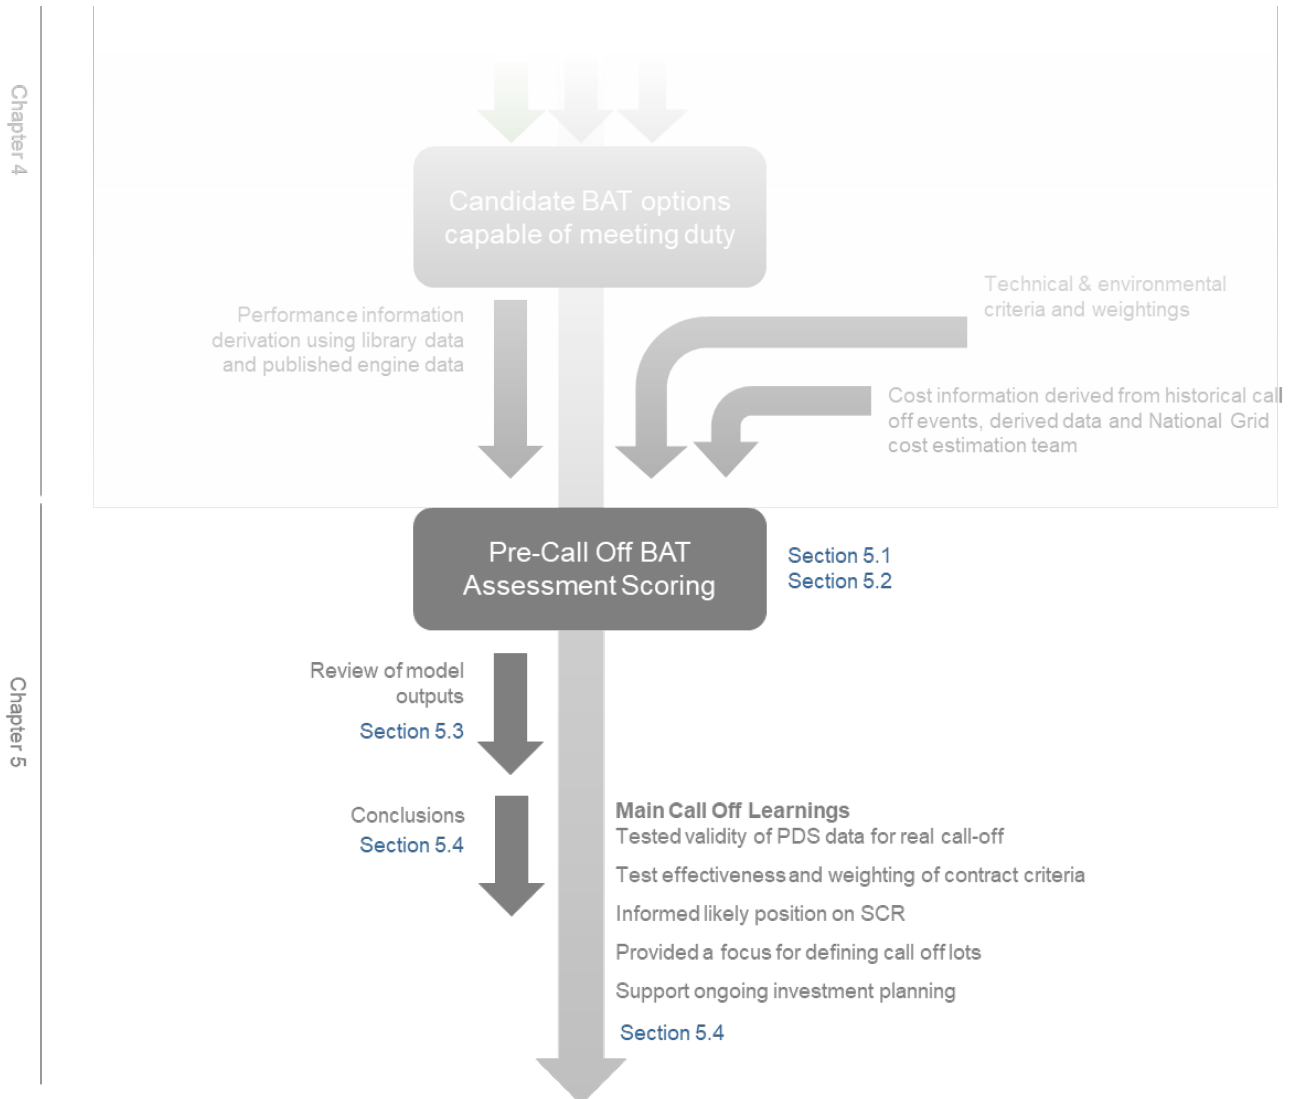 Chapter 4
Candidate BAT options
capable of meeting duty
Performance information
derivation using library data
and published engine data
Technical & environmental
criteria and weightings
Cost information derived from historical call
off events, derived data and National Grid
cost estimation team
Chapter 5
Pre-Call Off BAT
Assessment Scoring
Section 5.1
Section 5.2
Review of model
outputs
Section 5.3
Conclusions
Section 5.4
Main Call Off Learnings
Tested validity of PDS data for real call-off
Test effectiveness and weighting of contract criteria
Informed likely position on SCR
Provided a focus for defining call off lots
Support ongoing investment planning
Section 5.4